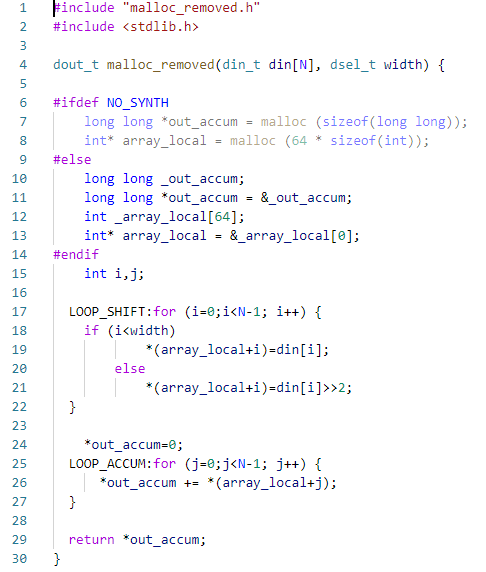 1 #include "malloc_removed.h"
2 #include <stdlib.h>
3
4 dout_t malloc_removed(din_t din[N], dsel_t width) {
5
6 #ifdef NO_SYNTH
7     long long *out_accum = malloc (sizeof(long long));
8     int* array_local = malloc (64 * sizeof(int));
9 #else
10     long long _out_accum;
11     long long *out_accum = &_out_accum;
12     int _array_local[64];
13     int* array_local = &_array_local[0];
14 #endif
15     int i,j;
16
17   LOOP_SHIFT:for (i=0;i<N-1; i++) {
18     if (i<width)
19             *(array_local+i)=din[i];
20         else
21             *(array_local+i)=din[i]>>2;
22   }
23
24     *out_accum=0;
25   LOOP_ACCUM:for (j=0;j<N-1; j++) {
26       *out_accum += *(array_local+j);
27   }
28
29   return *out_accum;
30 }